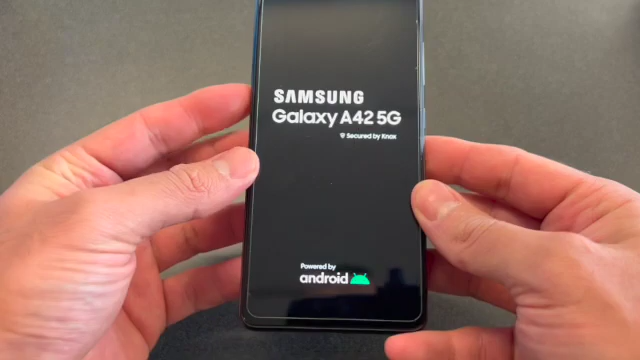 SAMSUNG
Galaxy A42 5G
Secured by Knox
Powered by
android